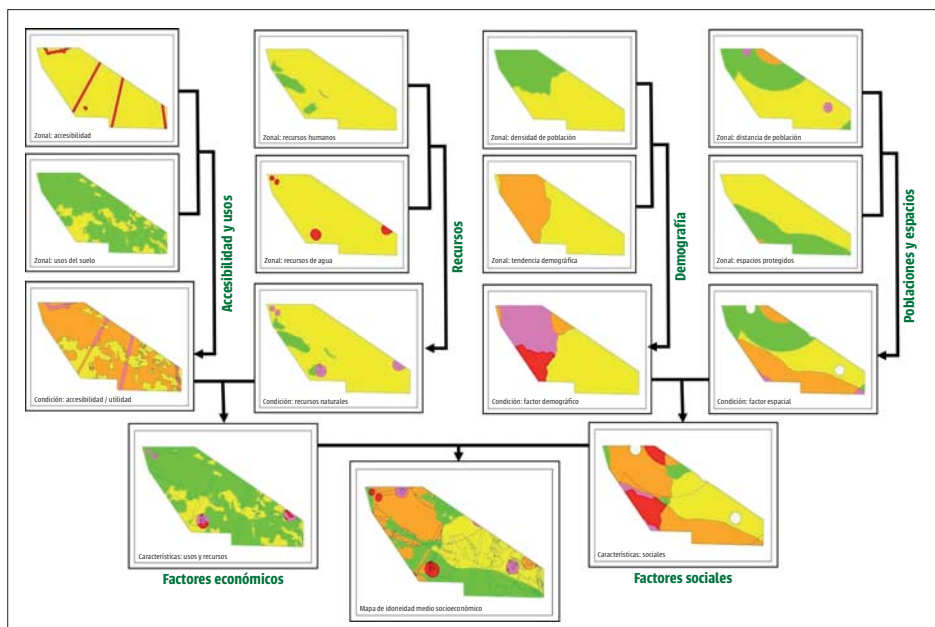 Zonal: accesibilidad
Zonal: recursos humanos
Zonal: densidad de población
Zonal: distancia de población
Zonal: usos del suelo
Zonal: recursos de agua
Zonal: tendencia demográfica
Zonal: espacios protegidos
Accesibilidad y usos
Recursos
Demografía
Poblaciones y espacios
Condición: accesibilidad / utilidad
Condición: recursos naturales
Condición: factor demográfico
Condición: factor espacial
Características: usos y recursos
Características: sociales
Factores económicos
Factores sociales
Mapa de idoneidad medio socioeconómico